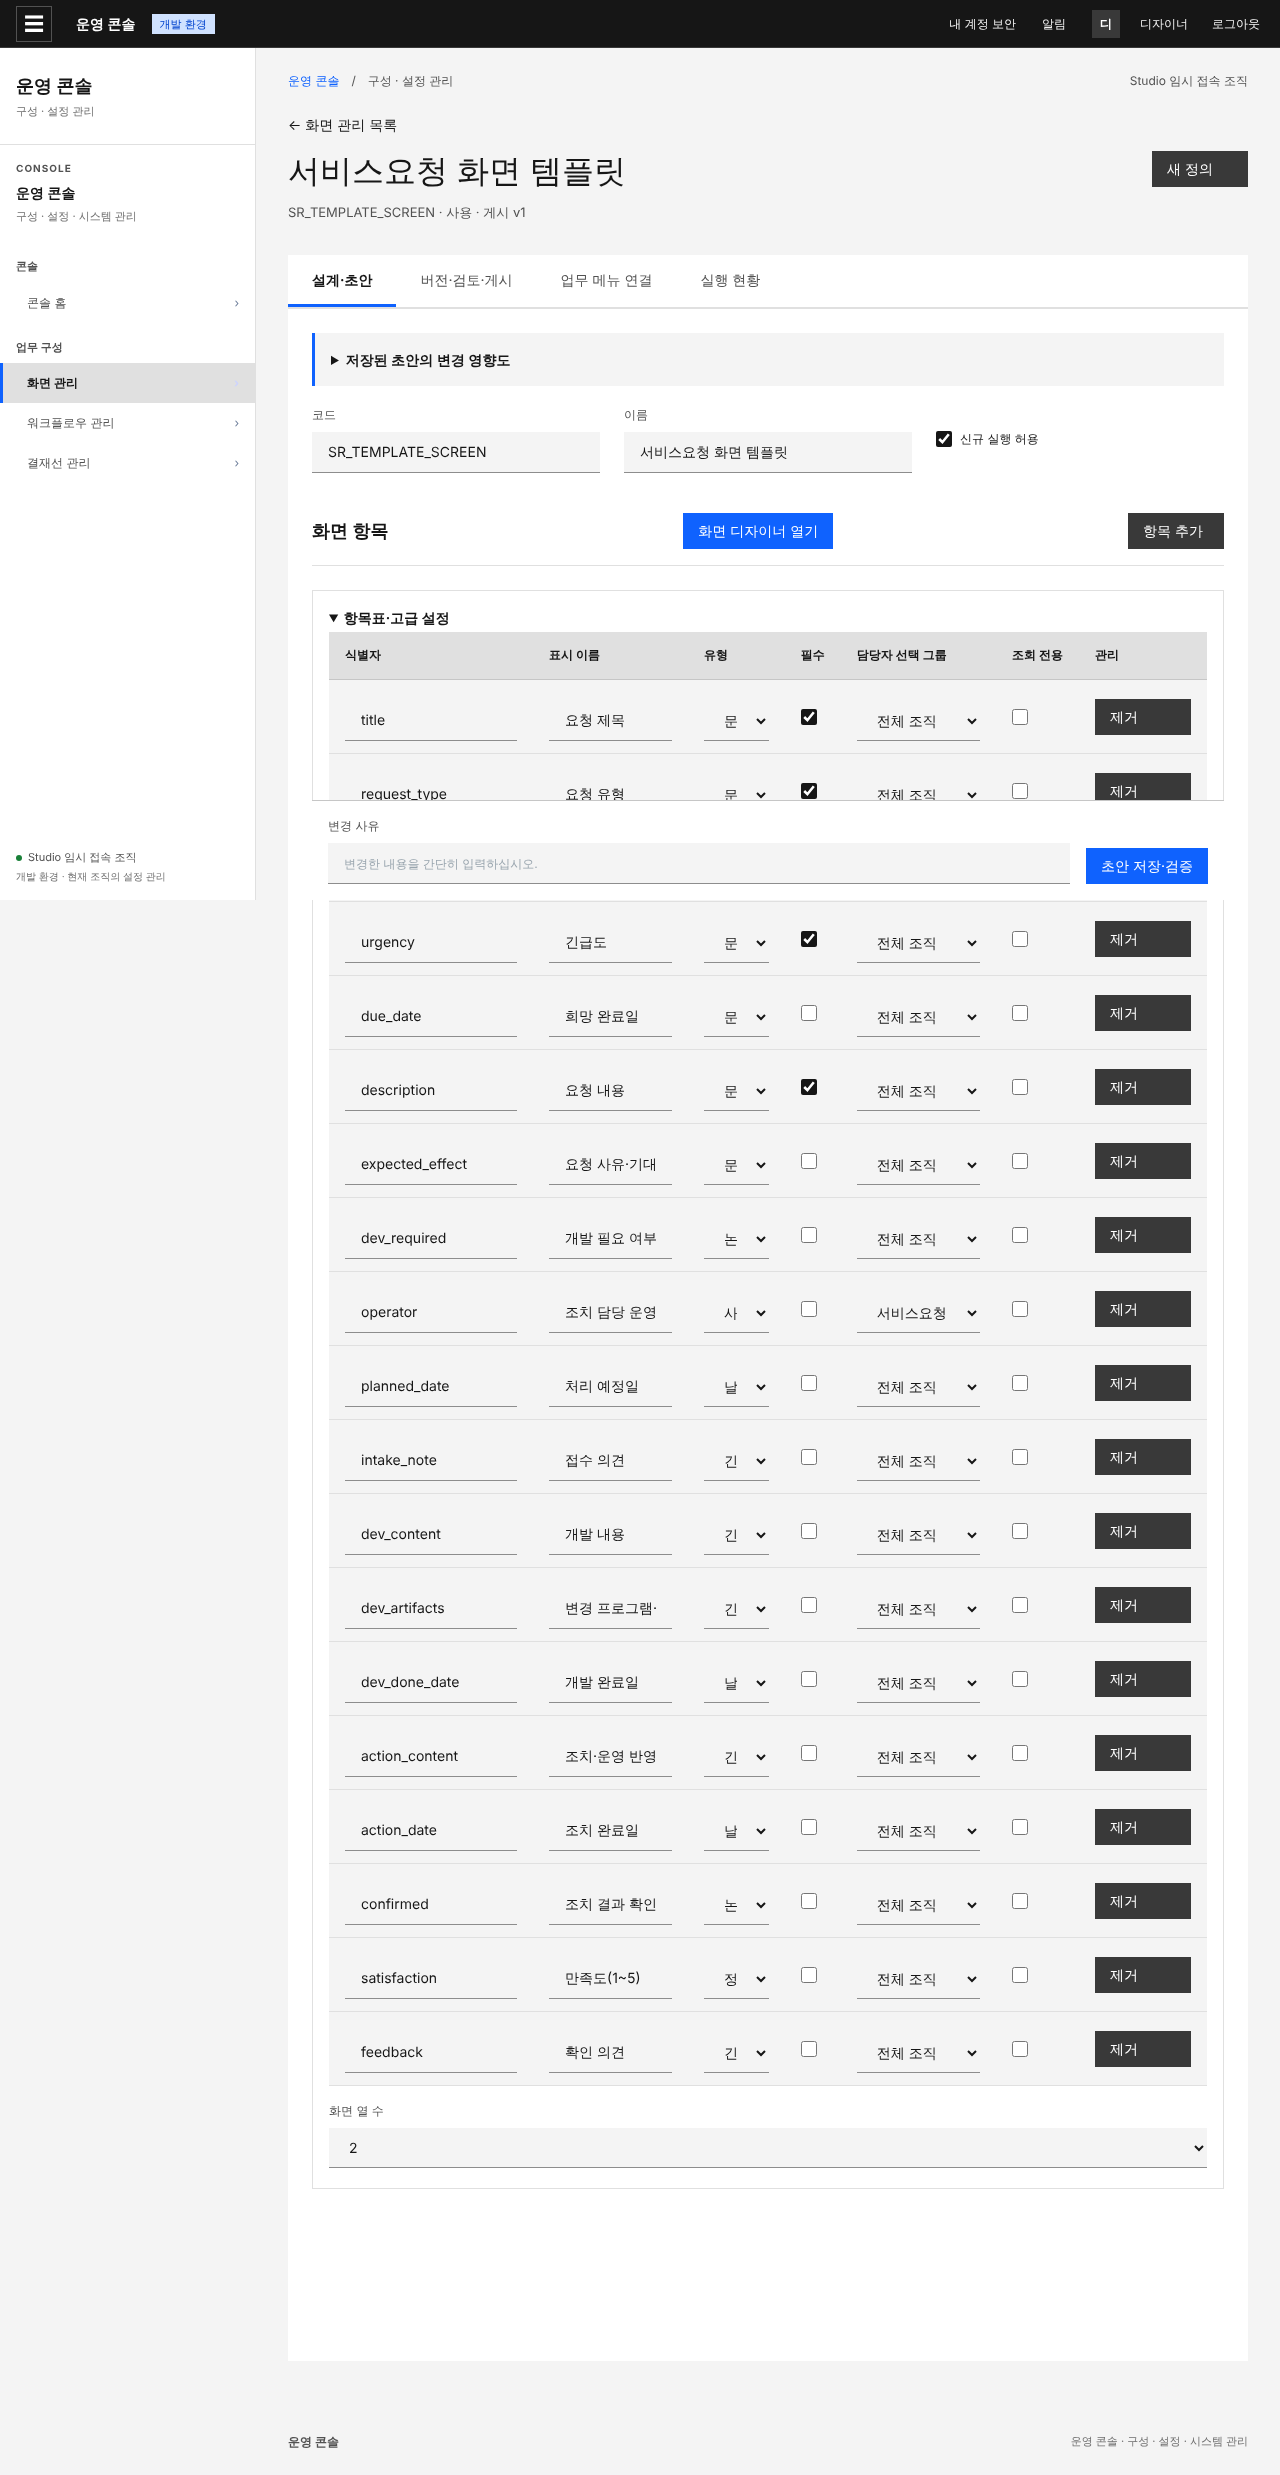 운영 콘솔 개발 환경 내 계정 보안 알림 디 디자이너 로그아웃
운영 콘솔
구성 · 설정 관리
CONSOLE
운영 콘솔
구성 · 설정 · 시스템 관리
콘솔
콘솔 홈 ›
업무 구성
화면 관리
워크플로우 관리 ›
결재선 관리 ›
Studio 임시 접속 조직
개발 환경 · 현재 조직의 설정 관리
운영 콘솔 / 구성 · 설정 관리 Studio 임시 접속 조직
← 화면 관리 목록
서비스요청 화면 템플릿 새 정의
SR_TEMPLATE_SCREEN · 사용 · 게시 v1
설계·초안 버전·검토·게시 업무 메뉴 연결 실행 현황
▶ 저장된 초안의 변경 영향도
코드 이름
SR_TEMPLATE_SCREEN 서비스요청 화면 템플릿 신규 실행 허용
화면 항목 화면 디자이너 열기 항목 추가
▼ 항목표·고급 설정
식별자 표시 이름 유형 필수 담당자 선택 그룹 조회 전용 관리
title 요청 제목 문 전체 조직 제거
request_type 요청 유형 문 전체 조직 제거
변경 사유
변경한 내용을 간단히 입력하십시오. 초안 저장·검증
urgency 긴급도 문 전체 조직 제거
due_date 희망 완료일 문 전체 조직 제거
description 요청 내용 문 전체 조직 제거
expected_effect 요청 사유·기대 문 전체 조직 제거
dev_required 개발 필요 여부 논 전체 조직 제거
operator 조치 담당 운영 사 서비스요청 제거
planned_date 처리 예정일 날 전체 조직 제거
intake_note 접수 의견 긴 전체 조직 제거
dev_content 개발 내용 긴 전체 조직 제거
dev_artifacts 변경 프로그램· 긴 전체 조직 제거
dev_done_date 개발 완료일 날 전체 조직 제거
action_content 조치·운영 반영 긴 전체 조직 제거
action_date 조치 완료일 날 전체 조직 제거
confirmed 조치 결과 확인 논 전체 조직 제거
satisfaction 만족도(1~5) 정 전체 조직 제거
feedback 확인 의견 긴 전체 조직 제거
화면 열 수
2
운영 콘솔 운영 콘솔 · 구성 · 설정 · 시스템 관리